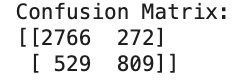 Confusion Matrix:
[[2766  272]
 [ 529  809]]